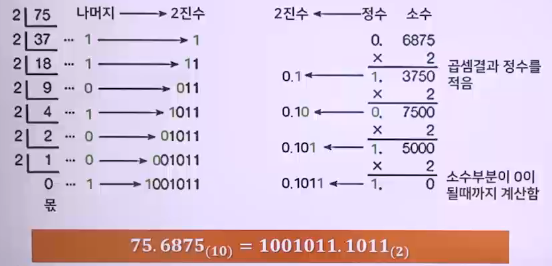 2 75 나머지 → 2진수
2 37 ··· 1 → 1
2 18 ··· 1 → 11
2 9 ··· 0 → 011
2 4 ··· 1 → 1011
2 2 ··· 0 → 01011
2 1 ··· 0 → 001011
0 ··· 1 → 1001011
몫
2진수 ← 정수 소수
0. 6875
× 2
0.1 ← 1. 3750
× 2
0.10 ← 0. 7500
× 2
0.101 ← 1. 5000
× 2
0.1011 ← 1. 0
곱셈결과 정수를
적음
소수부분이 0이
될때까지 계산함
75.6875(10) = 1001011.1011(2)